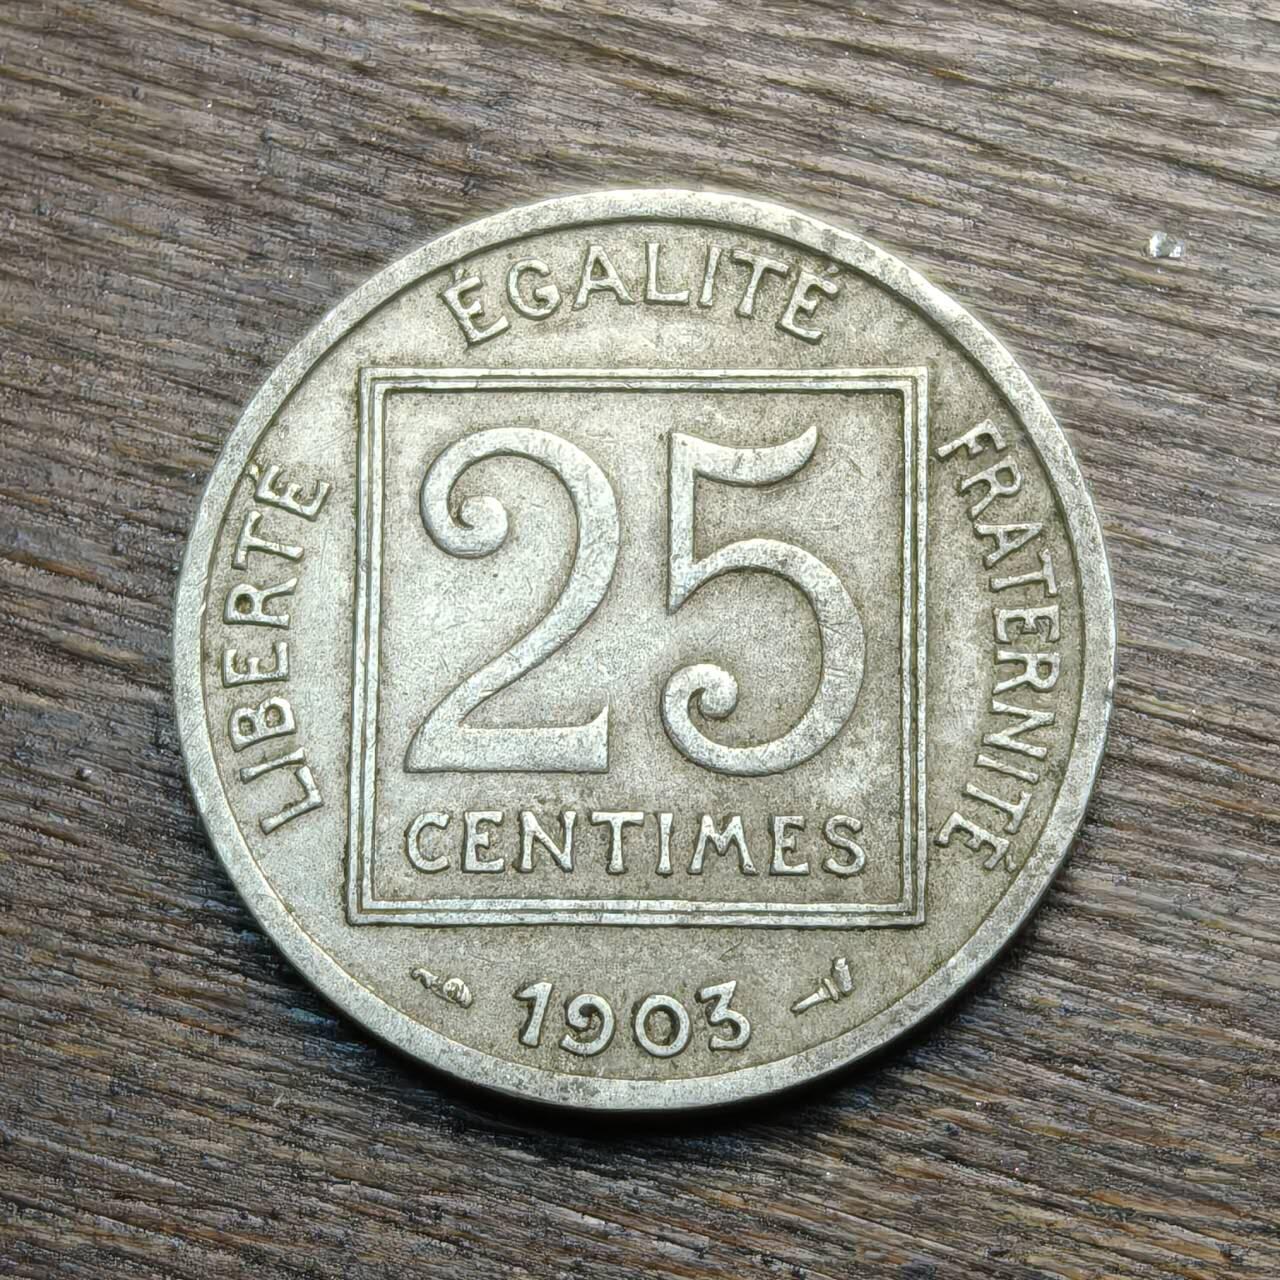 LIBERTÉ
ÉGALITÉ
FRATERNITÉ
25
CENTIMES
1903